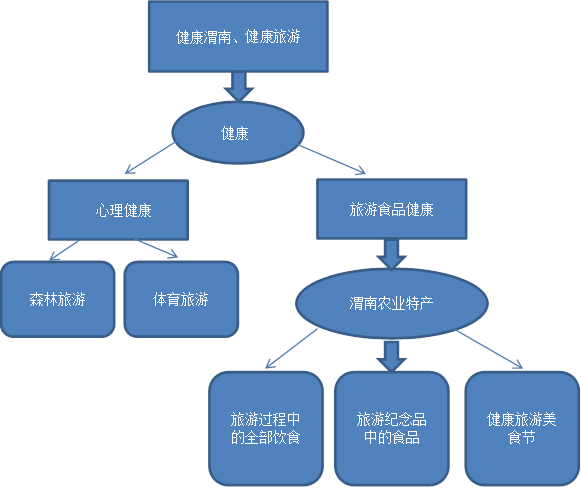 健康渭南、健康旅游
健康
心理健康
旅游食品健康
森林旅游
体育旅游
渭南农业特产
旅游过程中
的全部饮食
旅游纪念品
中的食品
健康旅游美
食节